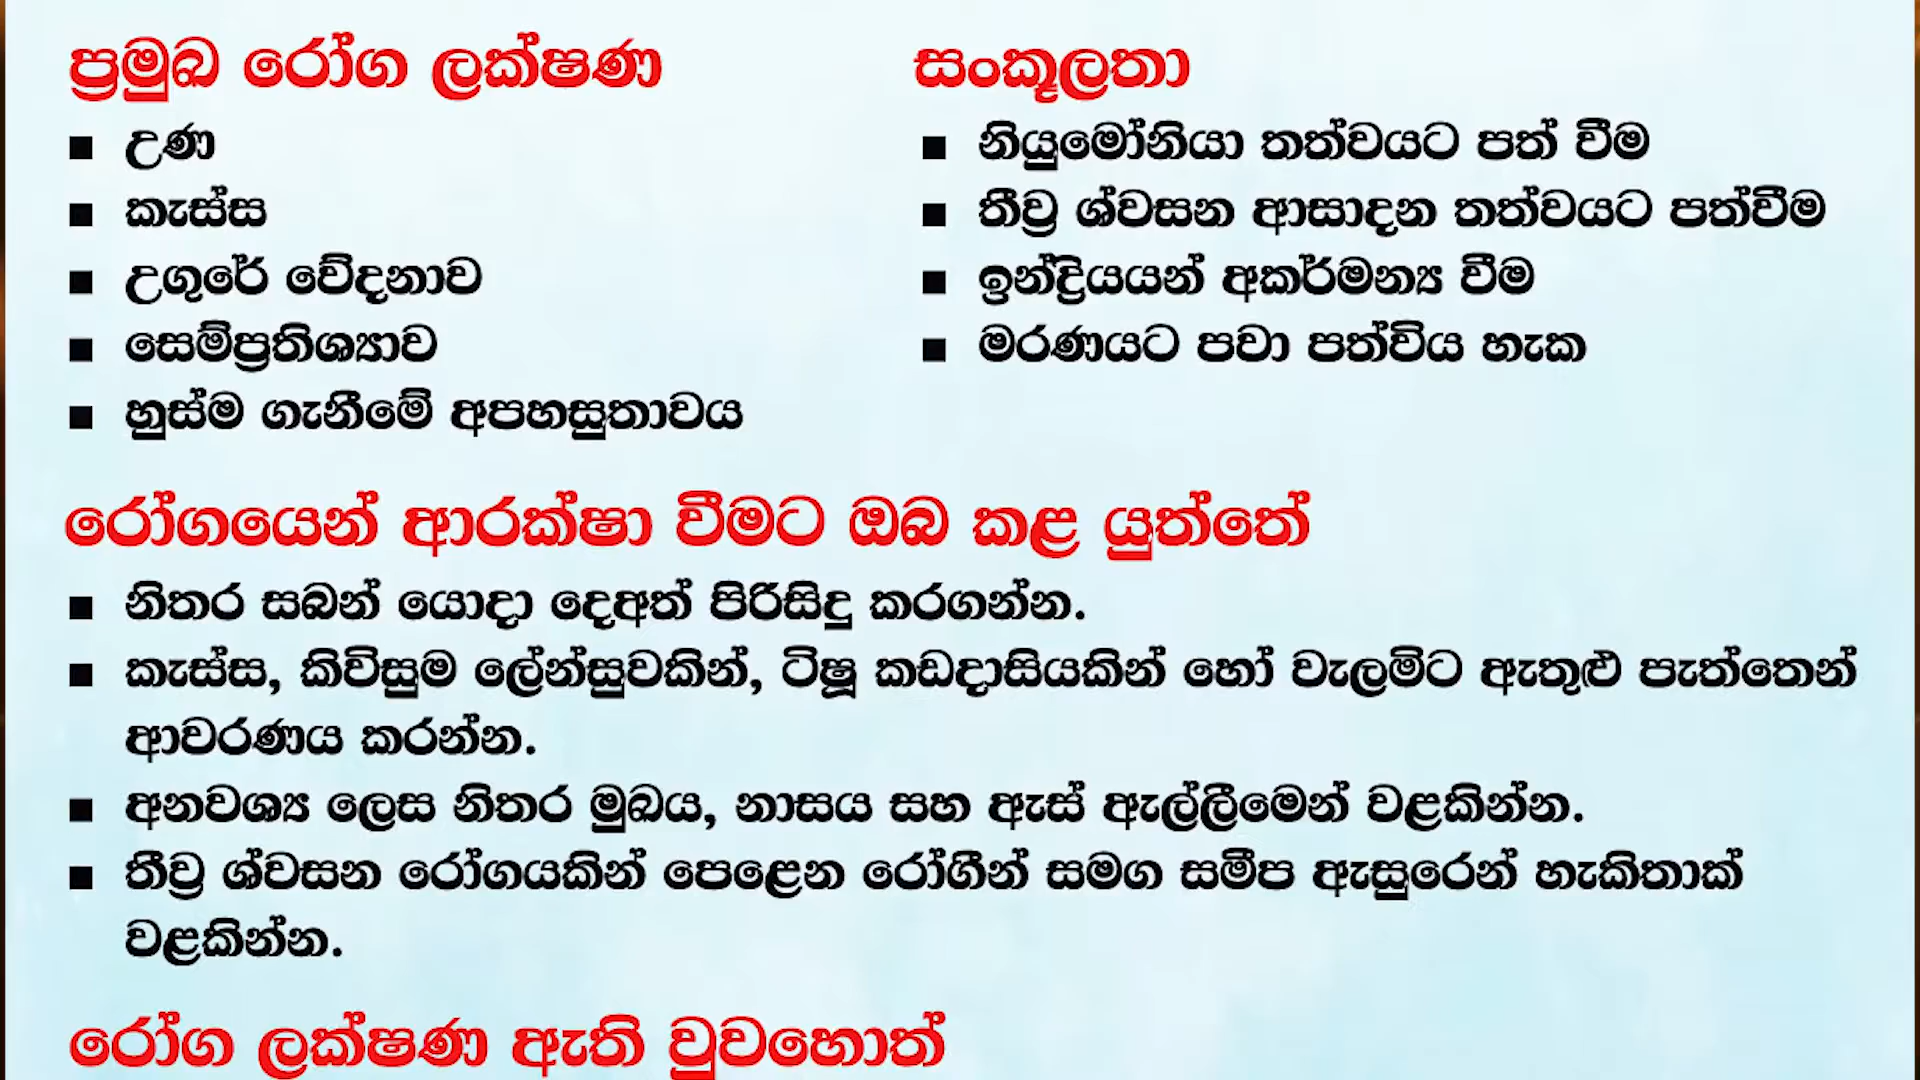 ප්‍රමුඛ රෝග ලක්ෂණ
■ උණ
■ කැස්ස
■ උගුරේ වේදනාව
■ සෙම්ප්‍රතිශ්‍යාව
■ හුස්ම ගැනීමේ අපහසුතාවය
සංකූලතා
■ නියුමෝනියා තත්වයට පත් වීම
■ තීව්‍ර ශ්වසන ආසාදන තත්වයට පත්වීම
■ ඉන්ද්‍රියයන් අකර්මන්‍ය වීම
■ මරණයට පවා පත්විය හැක
රෝගයෙන් ආරක්ෂා වීමට ඔබ කළ යුත්තේ
■ නිතර සබන් යොදා දෙඅත් පිරිසිදු කරගන්න.
■ කැස්ස, කිවිසුම ලේන්සුවකින්, ටිෂූ කඩදාසියකින් හෝ වැලමිට ඇතුළු පැත්තෙන්
ආවරණය කරන්න.
■ අනවශ්‍ය ලෙස නිතර මුඛය, නාසය සහ ඇස් ඇල්ලීමෙන් වළකින්න.
■ තීව්‍ර ශ්වසන රෝගයකින් පෙළෙන රෝගීන් සමග සමීප ඇසුරෙන් හැකිතාක්
වළකින්න.
රෝග ලක්ෂණ ඇති වුවහොත්